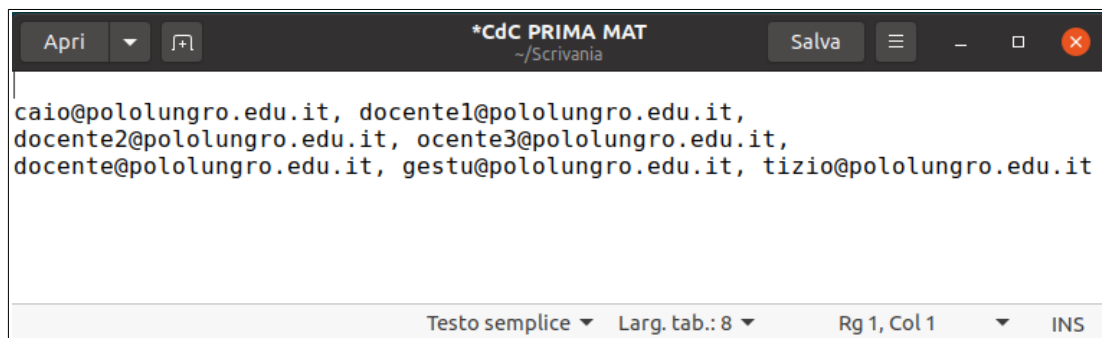 Apri
*CdC PRIMA MAT
~/Scrivania
Salva
caio@pololungro.edu.it, docente1@pololungro.edu.it,
docente2@pololungro.edu.it, ocente3@pololungro.edu.it,
docente@pololungro.edu.it, gestu@pololungro.edu.it, tizio@pololungro.edu.it
Testo semplice Larg. tab.: 8 Rg 1, Col 1 INS